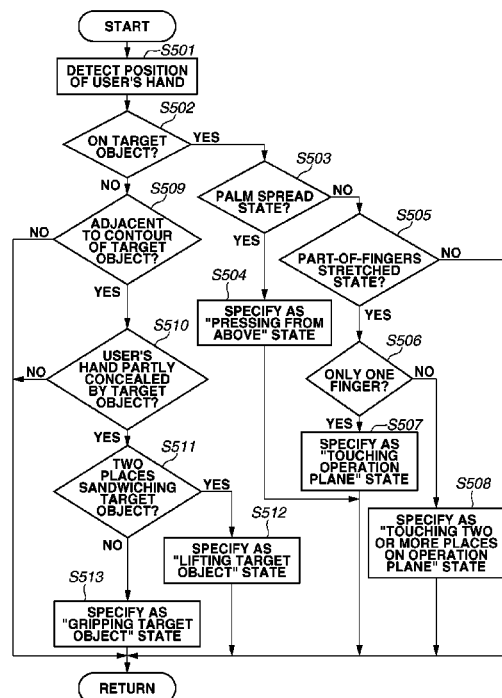 START
S501
DETECT POSITION
OF USER'S HAND
S502
ON TARGET
OBJECT?
YES
NO
S503
PALM SPREAD
STATE?
NO
YES
S509
ADJACENT
TO CONTOUR OF TARGET
OBJECT?
NO
YES
S505
PART-OF-FINGERS
STRETCHED
STATE?
NO
YES
S504
SPECIFY AS
"PRESSING FROM
ABOVE" STATE
S510
USER'S
HAND PARTLY
CONCEALED
BY TARGET
OBJECT?
NO
YES
S506
ONLY ONE
FINGER?
NO
YES
S507
SPECIFY AS
"TOUCHING
OPERATION
PLANE" STATE
S511
TWO
PLACES
SANDWICHING
TARGET
OBJECT?
YES
NO
S508
SPECIFY AS
"TOUCHING TWO
OR MORE PLACES
ON OPERATION
PLANE" STATE
S512
SPECIFY AS
"LIFTING TARGET
OBJECT" STATE
S513
SPECIFY AS
"GRIPPING TARGET
OBJECT" STATE
RETURN